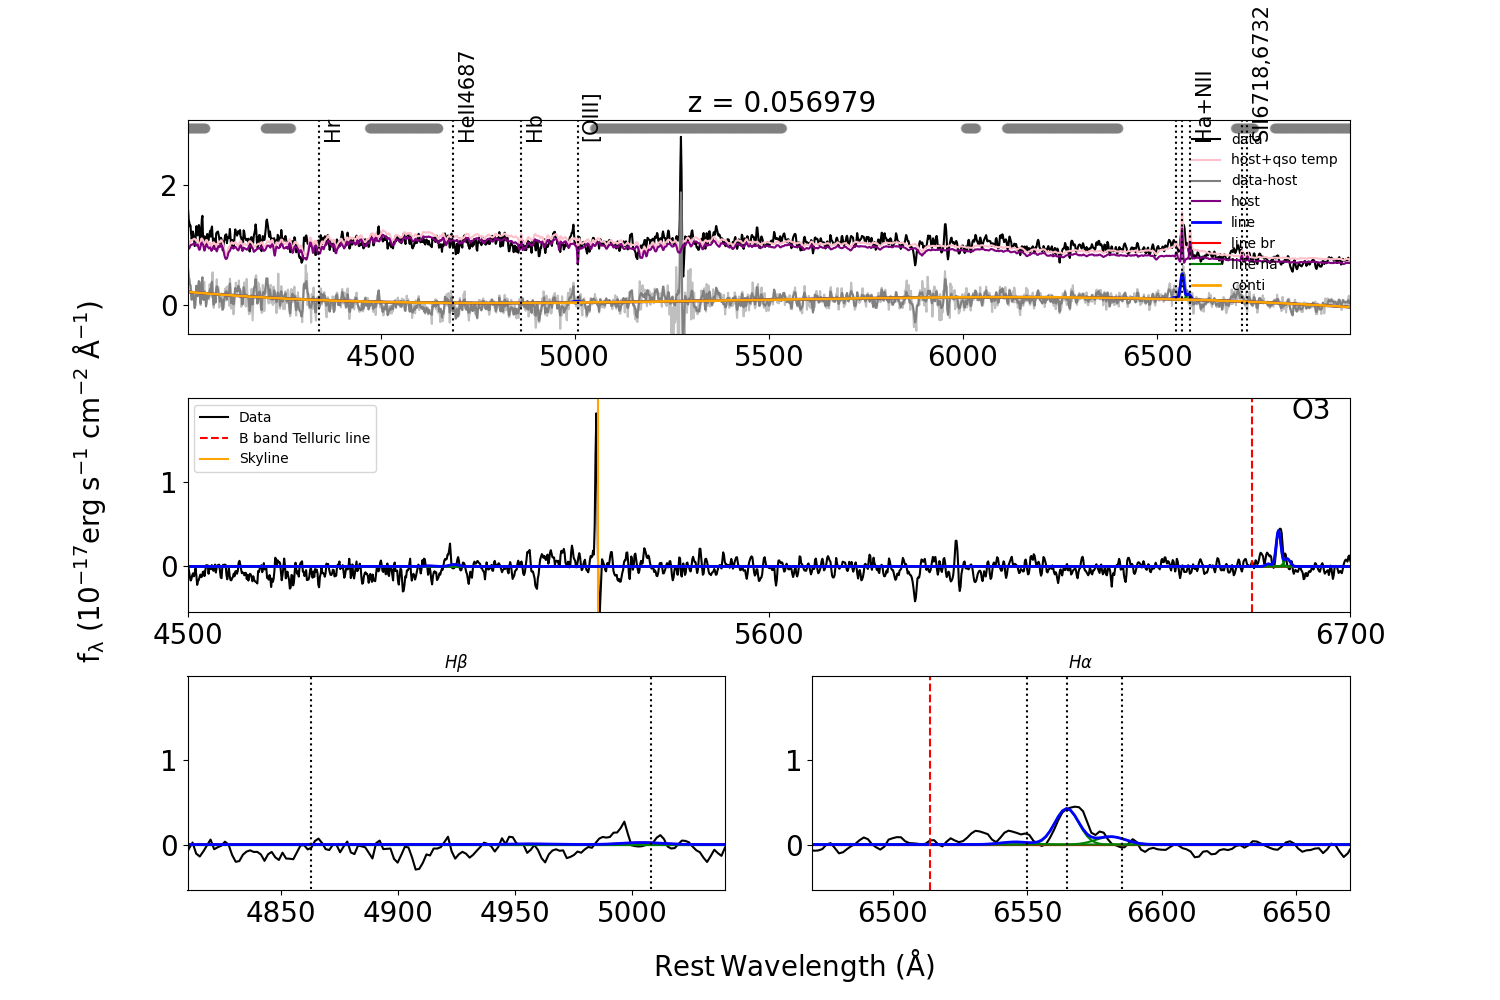 z = 0.056979
Hr
HeII4687
Hb
[OIII]
Ha+NII
SII6718,6732
data
host+qso temp
data-host
host
line
line br
line na
conti
2
0
4500 5000 5500 6000 6500
f_λ (10^{-17} erg s^{-1} cm^{-2} Å^{-1})
Data
B band Telluric line
Skyline
O3
1
0
4500 5600 6700
Hβ
1
0
4850 4900 4950 5000
Hα
1
0
6500 6550 6600 6650
Rest Wavelength (Å)